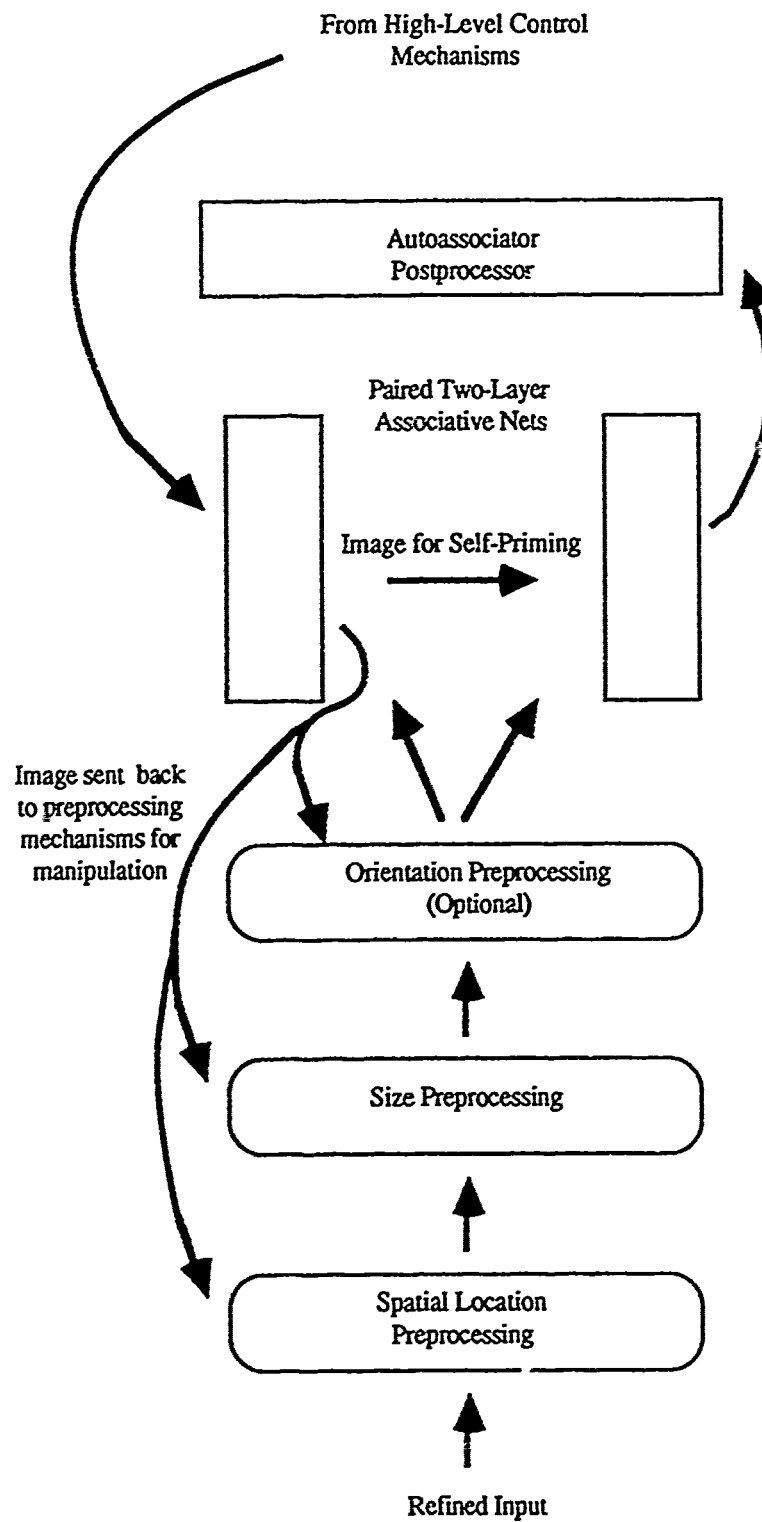 From High-Level Control
Mechanisms
Autoassociator
Postprocessor
Paired Two-Layer
Associative Nets
Image for Self-Priming
Image sent back
to preprocessing
mechanisms for
manipulation
Orientation Preprocessing
(Optional)
Size Preprocessing
Spatial Location
Preprocessing
Refined Input